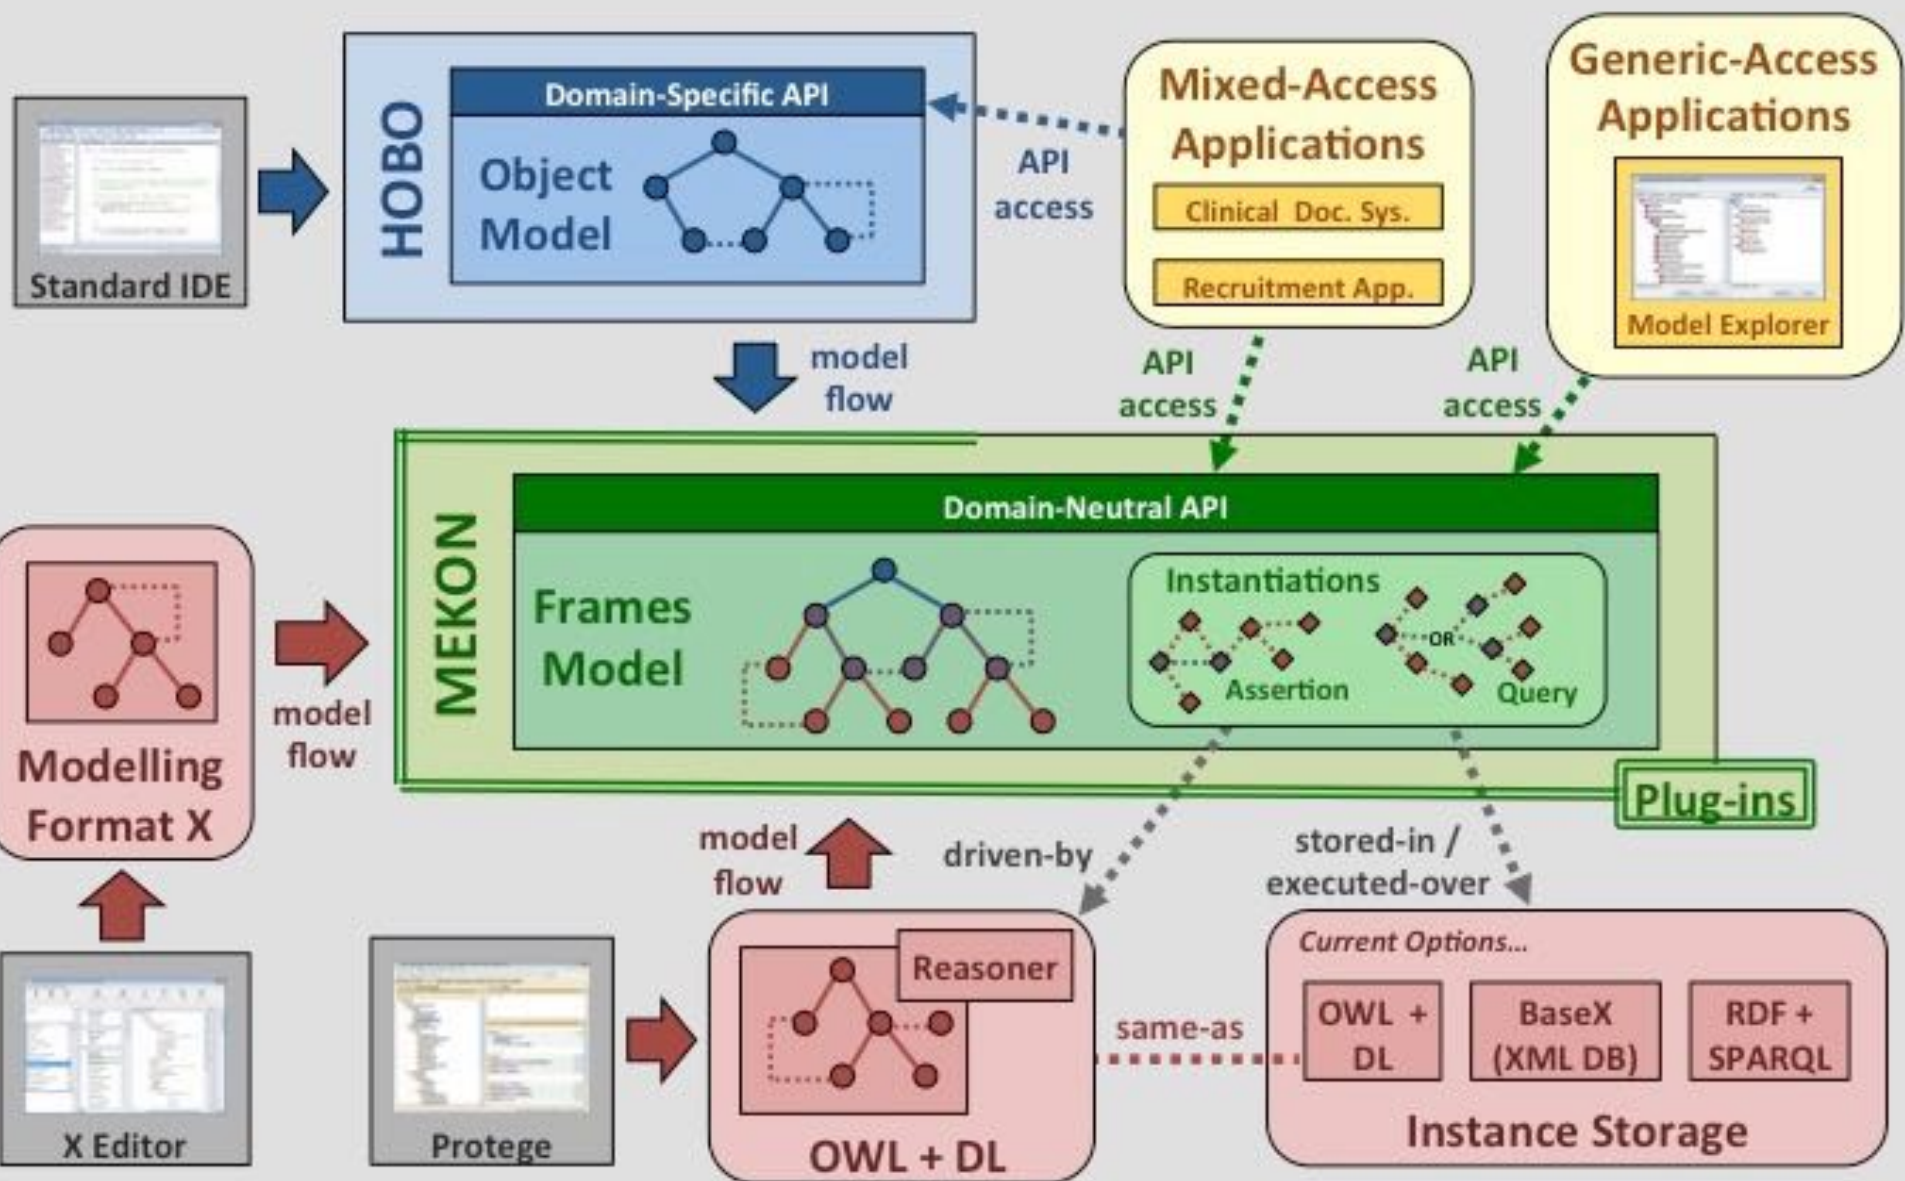 Standard IDE
HOBO
Domain-Specific API
Object
Model
API
access
Mixed-Access
Applications
Clinical Doc. Sys.
Recruitment App.
Generic-Access
Applications
Model Explorer
model
flow
API
access
API
access
MEKON
Domain-Neutral API
Frames
Model
Instantiations
Assertion
OR
Query
Plug-ins
Modelling
Format X
model
flow
X Editor
Protege
model
flow
driven-by
stored-in /
executed-over
Reasoner
OWL + DL
same-as
Current Options...
OWL +
DL
BaseX
(XML DB)
RDF +
SPARQL
Instance Storage